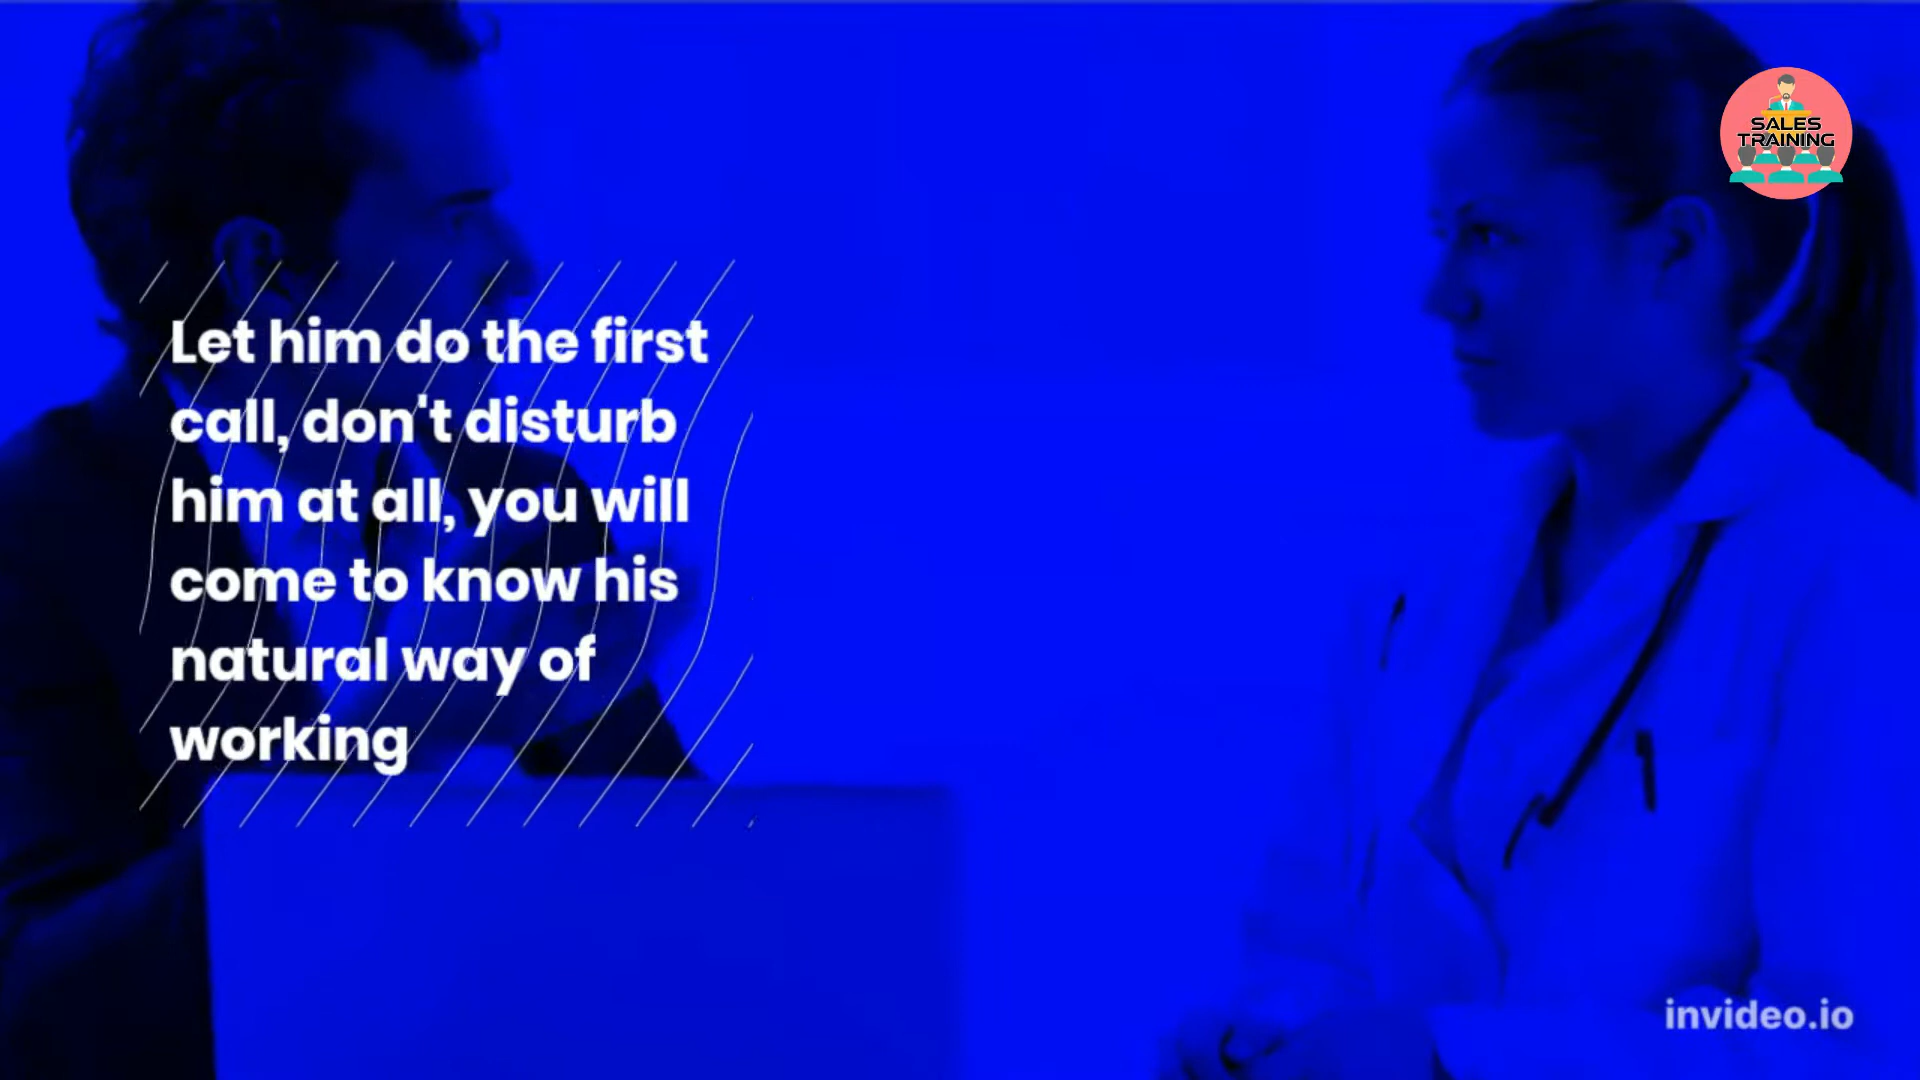 SALES
TRAINING
Let him do the first
call, don't disturb
him at all, you will
come to know his
natural way of
working
invideo.io